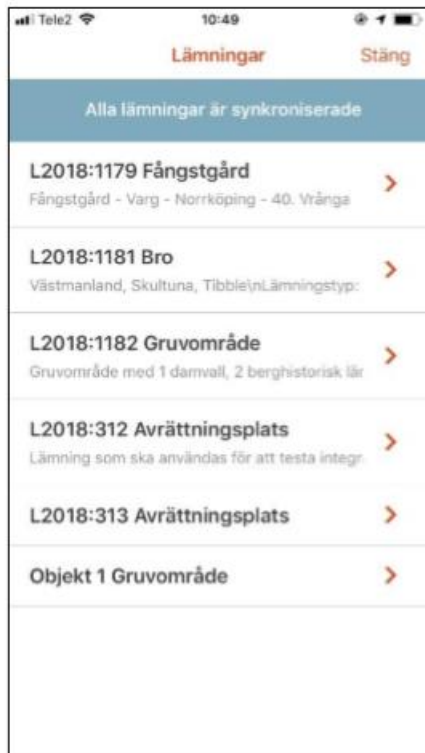 Tele2 10:49
Lämningar Stäng
Alla lämningar är synkroniserade
L2018:1179 Fångstgård
Fångstgård - Varg - Norrköping - 40. Vrånga
L2018:1181 Bro
Västmanland, Skultuna, Tibble\nLämningstyp:
L2018:1182 Gruvområde
Gruvområde med 1 damvall, 2 berghistorisk lär
L2018:312 Avrättningsplats
Lämning som ska användas för att testa integr
L2018:313 Avrättningsplats
Objekt 1 Gruvområde